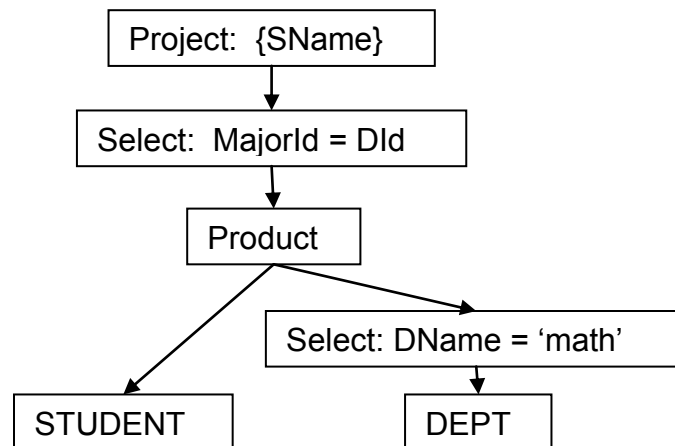 Project: {SName}
Select: MajorId = DId
Product
Select: DName = ‘math’
STUDENT
DEPT